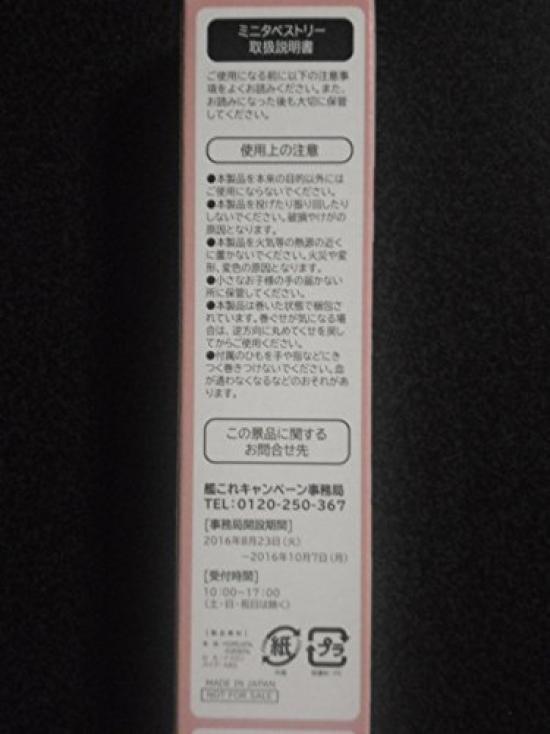 ミニタペストリー
取扱説明書
ご使用になる前に以下の注意事
項をよくお読みください。また、
お読みになった後も大切に保管
してください。
使用上の注意
●本製品を本来の目的以外には
ご使用にならないでください。
●本製品を投げたり振り回したり
しないでください。破損やけがの
原因となります。
●本製品を火気等の熱源の近く
に置かないでください。火災や変
形、変色の原因となります。
●小さなお子様の手の届かない
所に保管してください。
●本製品は巻いた状態で梱包さ
れています。巻ぐせが気になる場
合は、逆方向に丸めてくせを戻し
てからご使用ください。
●付属のひもを手や指などにき
つく巻きつけないでください。血
が通わなくなるなどのおそれがあ
ります。
この景品に関する
お問合せ先
艦これキャンペーン事務局
TEL:0120-250-367
[事務局開設期間]
2016年8月23日(火)
~2016年10月7日(月)
[受付時間]
10:00~17:00
(土・日・祝日は除く)
紙
プラ
MADE IN JAPAN
NOT FOR SALE